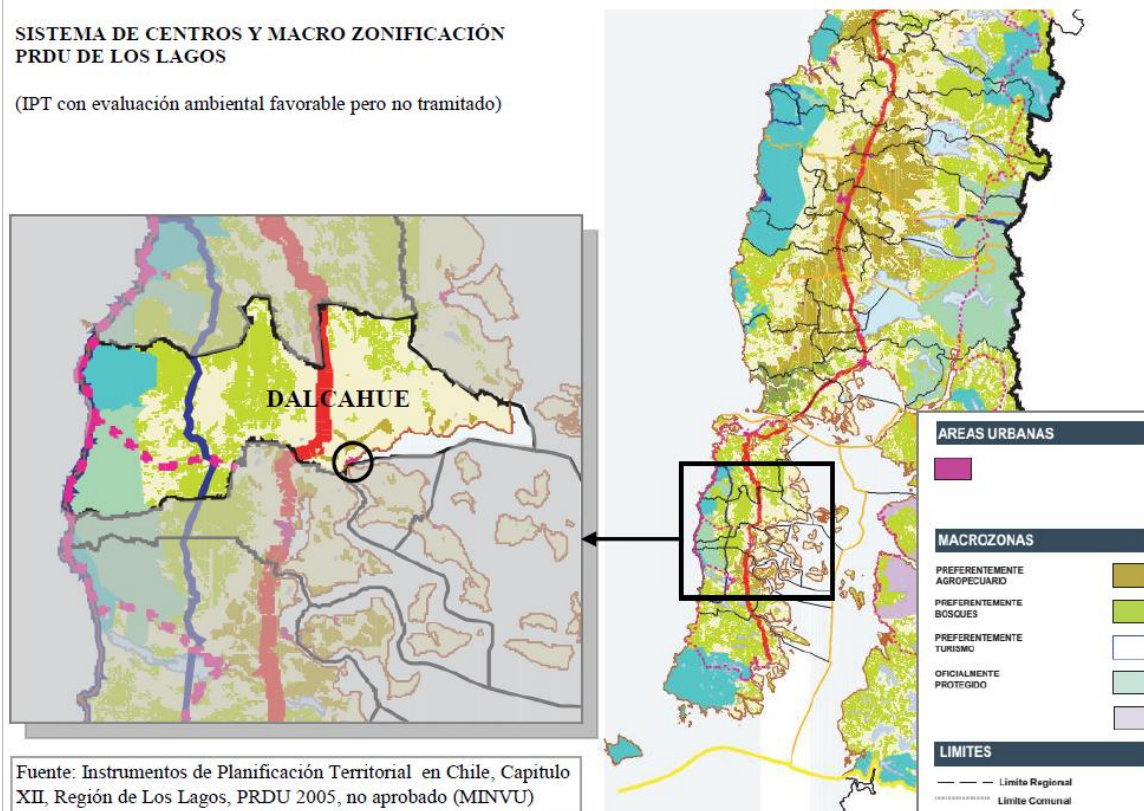 SISTEMA DE CENTROS Y MACRO ZONIFICACIÓN
PRDU DE LOS LAGOS
(IPT con evaluación ambiental favorable pero no tramitado)
DALCAHUE
AREAS URBANAS
MACROZONAS
PREFERENTEMENTE
AGROPECUARIO
PREFERENTEMENTE
BOSQUES
PREFERENTEMENTE
TURISMO
OFICIALMENTE
PROTEGIDO
LIMITES
Límite Regional
Límite Comunal
Fuente: Instrumentos de Planificación Territorial en Chile, Capitulo
XII, Región de Los Lagos, PRDU 2005, no aprobado (MINVU)